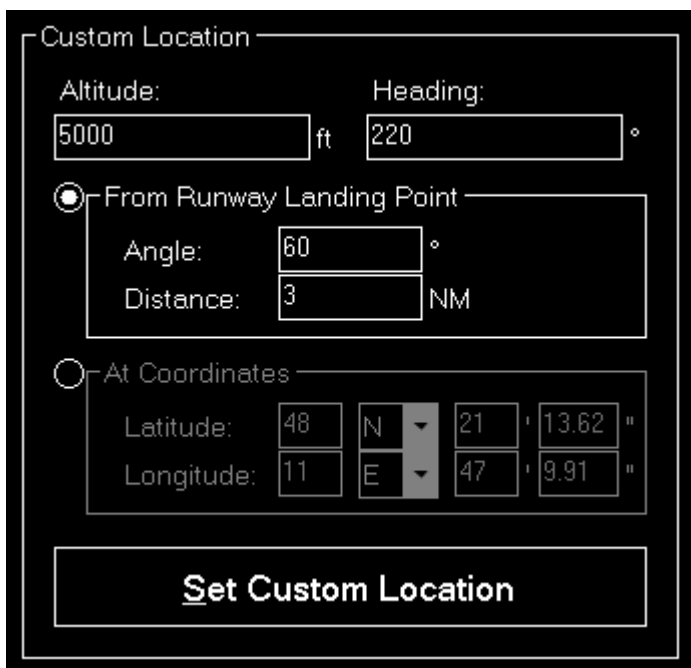 Custom Location
Altitude: Heading:
5000 ft 220 °
From Runway Landing Point
Angle: 60 °
Distance: 3 NM
At Coordinates
Latitude: 48 N 21 ' 13.62 "
Longitude: 11 E 47 ' 9.91 "
Set Custom Location